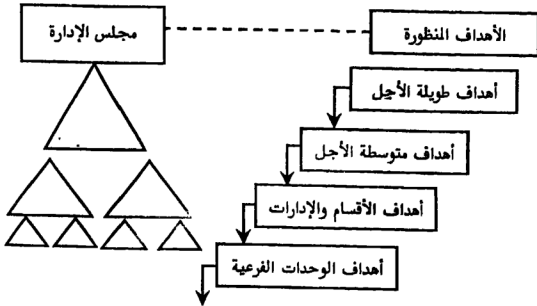 مجلس الإدارة
الأهداف المنظورة
أهداف طويلة الأجل
أهداف متوسطة الأجل
أهداف الأقسام والإدارات
أهداف الوحدات الفرعية